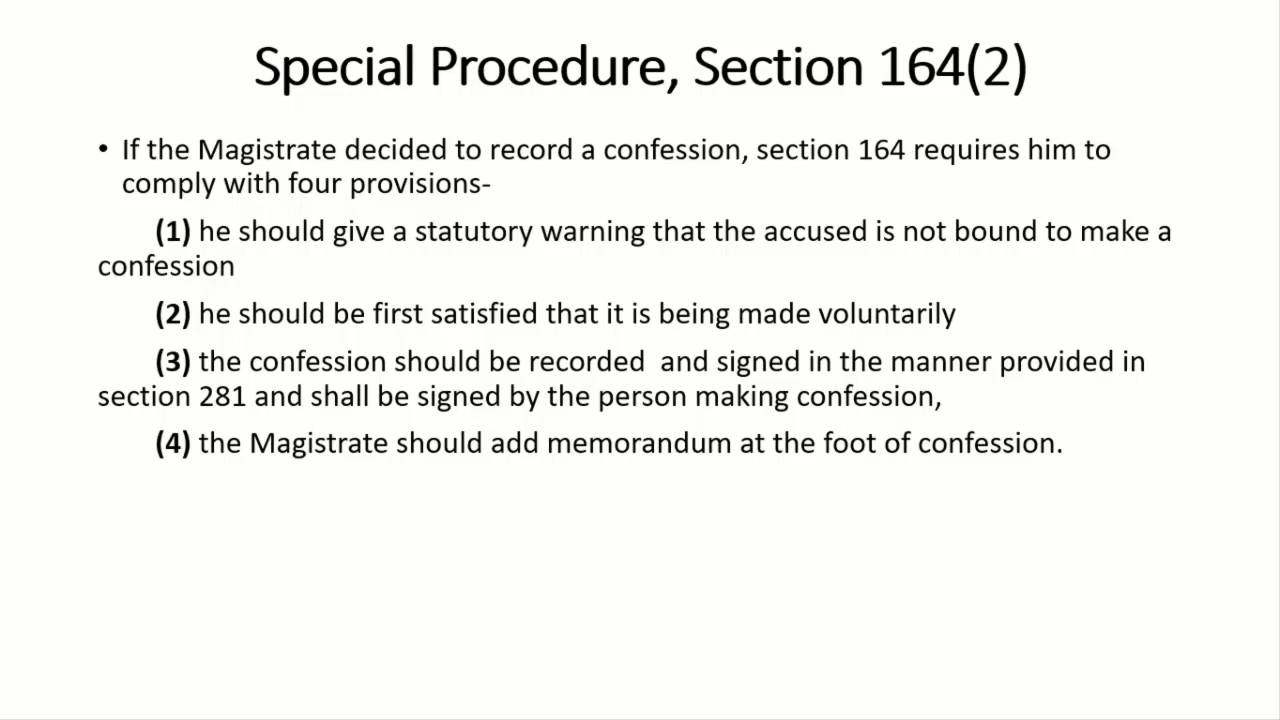 Special Procedure, Section 164(2)
• If the Magistrate decided to record a confession, section 164 requires him to
comply with four provisions-
(1) he should give a statutory warning that the accused is not bound to make a
confession
(2) he should be first satisfied that it is being made voluntarily
(3) the confession should be recorded  and signed in the manner provided in
section 281 and shall be signed by the person making confession,
(4) the Magistrate should add memorandum at the foot of confession.